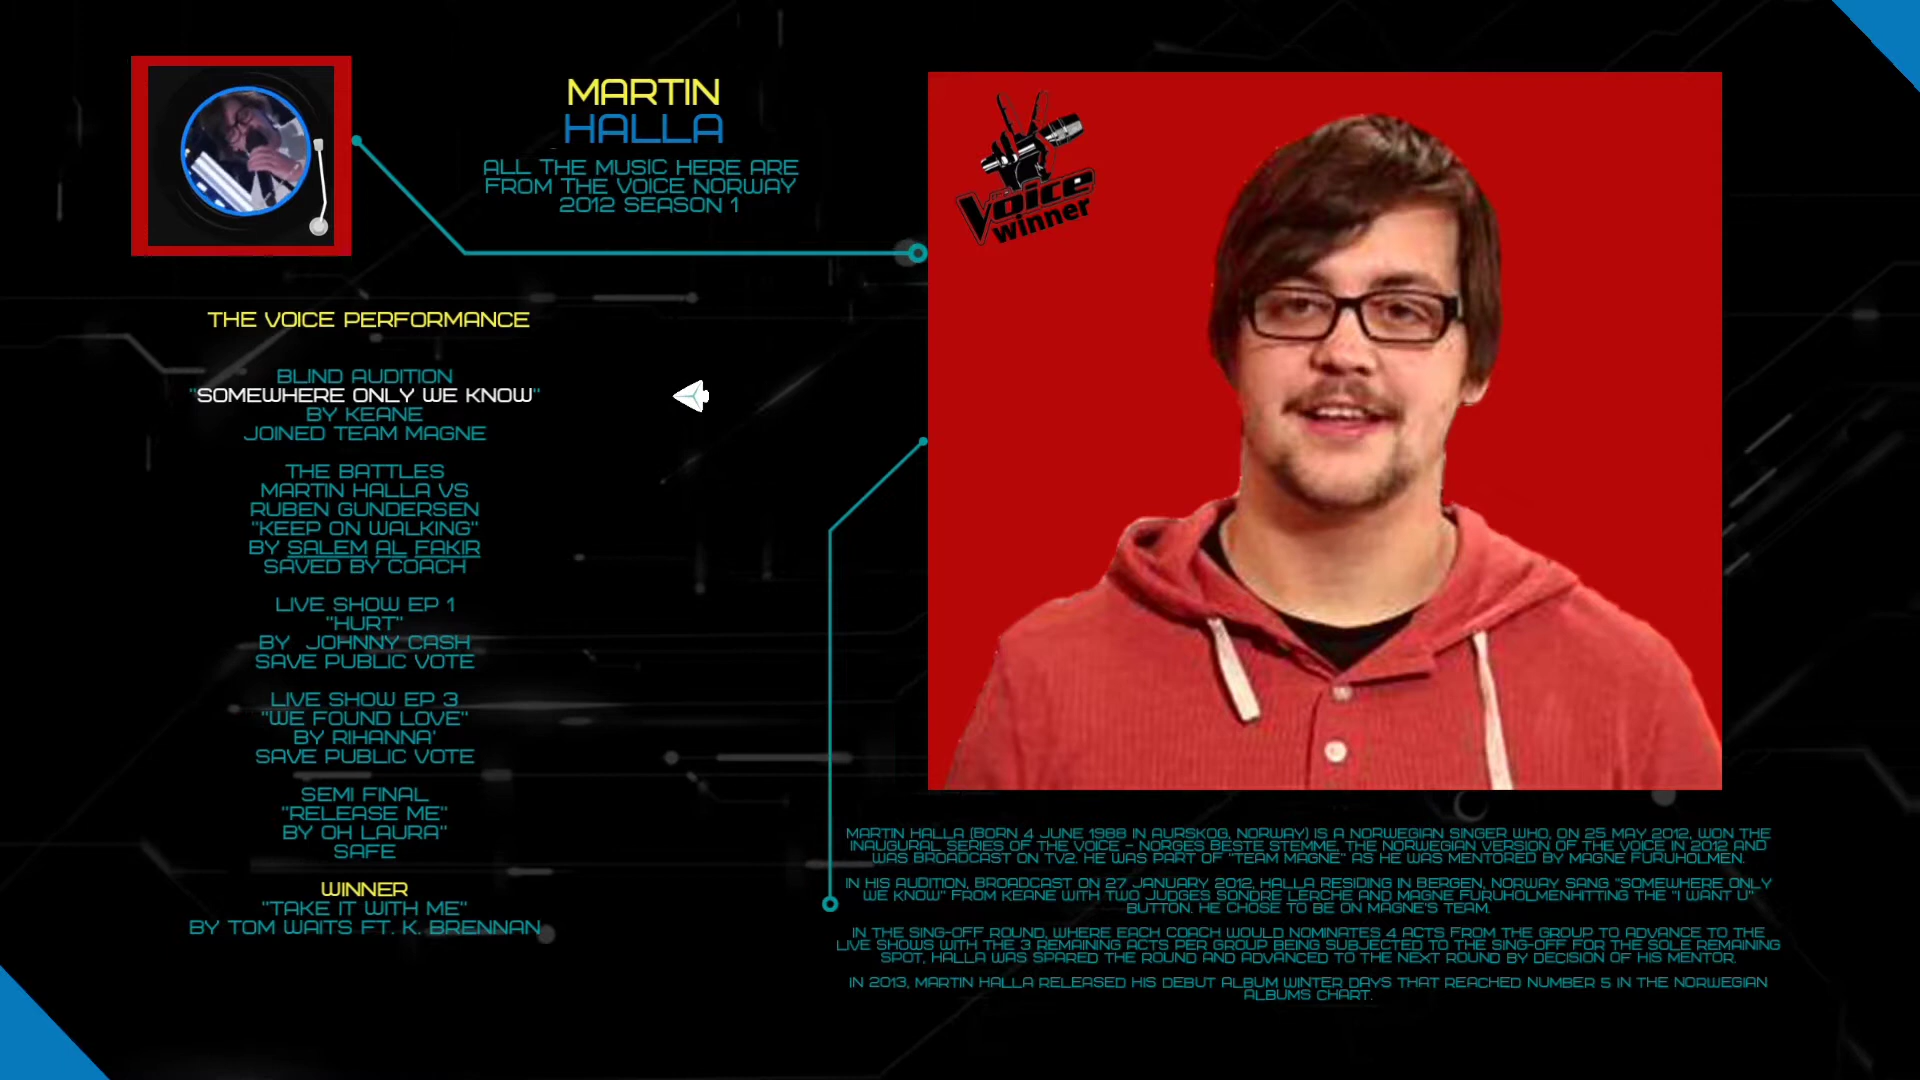 MARTIN
HALLA
ALL THE MUSIC HERE ARE
FROM THE VOICE NORWAY
2012 SEASON 1
THE VOICE PERFORMANCE
BLIND AUDITION
"SOMEWHERE ONLY WE KNOW"
BY KEANE
JOINED TEAM MAGNE
THE BATTLES
MARTIN HALLA VS
RUBEN GUNDERSEN
"KEEP ON WALKING"
BY SALEM AL FAKIR
SAVED BY COACH
LIVE SHOW EP 1
"HURT"
BY JOHNNY CASH
SAVE PUBLIC VOTE
LIVE SHOW EP 3
"WE FOUND LOVE"
BY RIHANNA'
SAVE PUBLIC VOTE
SEMI FINAL
"RELEASE ME"
BY OH LAURA"
SAFE
WINNER
"TAKE IT WITH ME"
BY TOM WAITS FT. K. BRENNAN
The
Voice
winner
MARTIN HALLA (BORN 4 JUNE 1988 IN AURSKOG, NORWAY) IS A NORWEGIAN SINGER WHO, ON 25 MAY 2012, WON THE
INAUGURAL SERIES OF THE VOICE – NORGES BESTE STEMME, THE NORWEGIAN VERSION OF THE VOICE IN 2012 AND
WAS BROADCAST ON TV2. HE WAS PART OF "TEAM MAGNE" AS HE WAS MENTORED BY MAGNE FURUHOLMEN.
IN HIS AUDITION, BROADCAST ON 27 JANUARY 2012, HALLA RESIDING IN BERGEN, NORWAY SANG "SOMEWHERE ONLY
WE KNOW" FROM KEANE WITH TWO JUDGES SONDRE LERCHE AND MAGNE FURUHOLMENHITTING THE "I WANT U"
BUTTON. HE CHOSE TO BE ON MAGNE'S TEAM.
IN THE SING-OFF ROUND, WHERE EACH COACH WOULD NOMINATES 4 ACTS FROM THE GROUP TO ADVANCE TO THE
LIVE SHOWS WITH THE 3 REMAINING ACTS PER GROUP BEING SUBJECTED TO THE SING-OFF FOR THE SOLE REMAINING
SPOT, HALLA WAS SPARED THE ROUND AND ADVANCED TO THE NEXT ROUND BY DECISION OF HIS MENTOR.
IN 2013, MARTIN HALLA RELEASED HIS DEBUT ALBUM WINTER DAYS THAT REACHED NUMBER 5 IN THE NORWEGIAN
ALBUMS CHART.